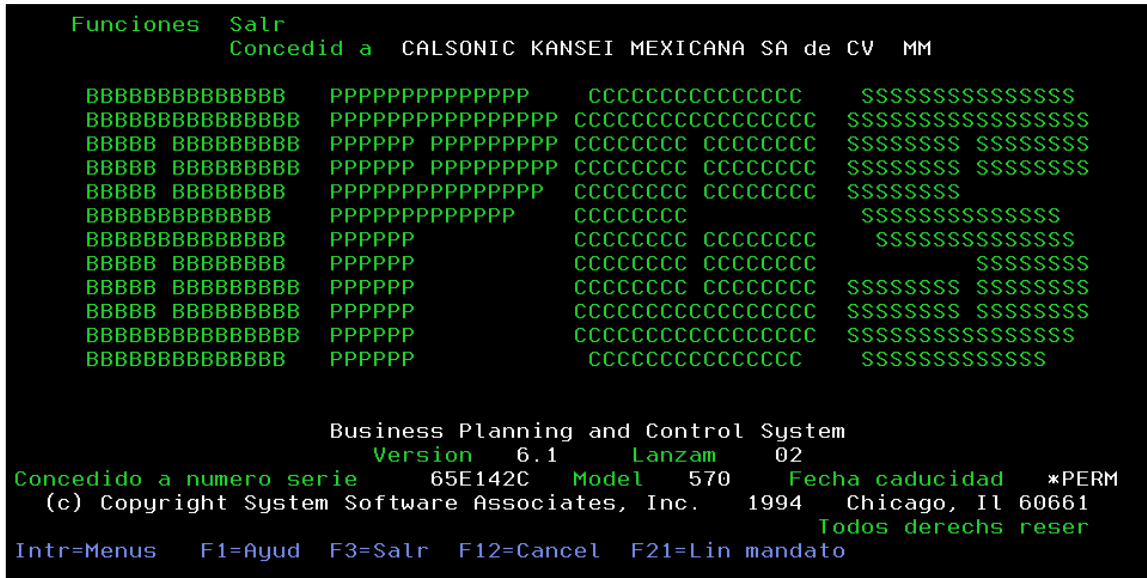 Funciones  Salr
Concedid a  CALSONIC KANSEI MEXICANA SA de CV  MM
BBBBBBBBBBBBBB   PPPPPPPPPPPPPP    CCCCCCCCCCCCCCC    SSSSSSSSSSSSSSS
BBBBBBBBBBBBBBB  PPPPPPPPPPPPPPPP CCCCCCCCCCCCCCCCC  SSSSSSSSSSSSSSSSS
BBBBB BBBBBBBBB  PPPPPP PPPPPPPPP CCCCCCCC CCCCCCCC  SSSSSSSS SSSSSSSS
BBBBB BBBBBBBBB  PPPPPP PPPPPPPPP CCCCCCCC CCCCCCCC  SSSSSSSS SSSSSSSS
BBBBB BBBBBBBB   PPPPPPPPPPPPPPP  CCCCCCCC CCCCCCCC  SSSSSSSS
BBBBBBBBBBBBB    PPPPPPPPPPPPP    CCCCCCCC            SSSSSSSSSSSSSS
BBBBBBBBBBBBBB   PPPPPP           CCCCCCCC CCCCCCCC    SSSSSSSSSSSSSS
BBBBB BBBBBBBB   PPPPPP           CCCCCCCC CCCCCCCC           SSSSSSSS
BBBBB BBBBBBBBB  PPPPPP           CCCCCCCC CCCCCCCC  SSSSSSSS SSSSSSSS
BBBBB BBBBBBBBB  PPPPPP           CCCCCCCCCCCCCCCCC  SSSSSSSS SSSSSSSS
BBBBBBBBBBBBBBB  PPPPPP           CCCCCCCCCCCCCCCCC  SSSSSSSSSSSSSSSS
BBBBBBBBBBBBBB   PPPPPP            CCCCCCCCCCCCCCC    SSSSSSSSSSSSS
Business Planning and Control System
Version   6.1     Lanzam    02
Concedido a numero serie     65E142C   Model   570    Fecha caducidad   *PERM
(c) Copyright System Software Associates, Inc.   1994   Chicago, Il 60661
Todos derechs reser
Intr=Menus   F1=Ayud  F3=Salr  F12=Cancel  F21=Lin mandato